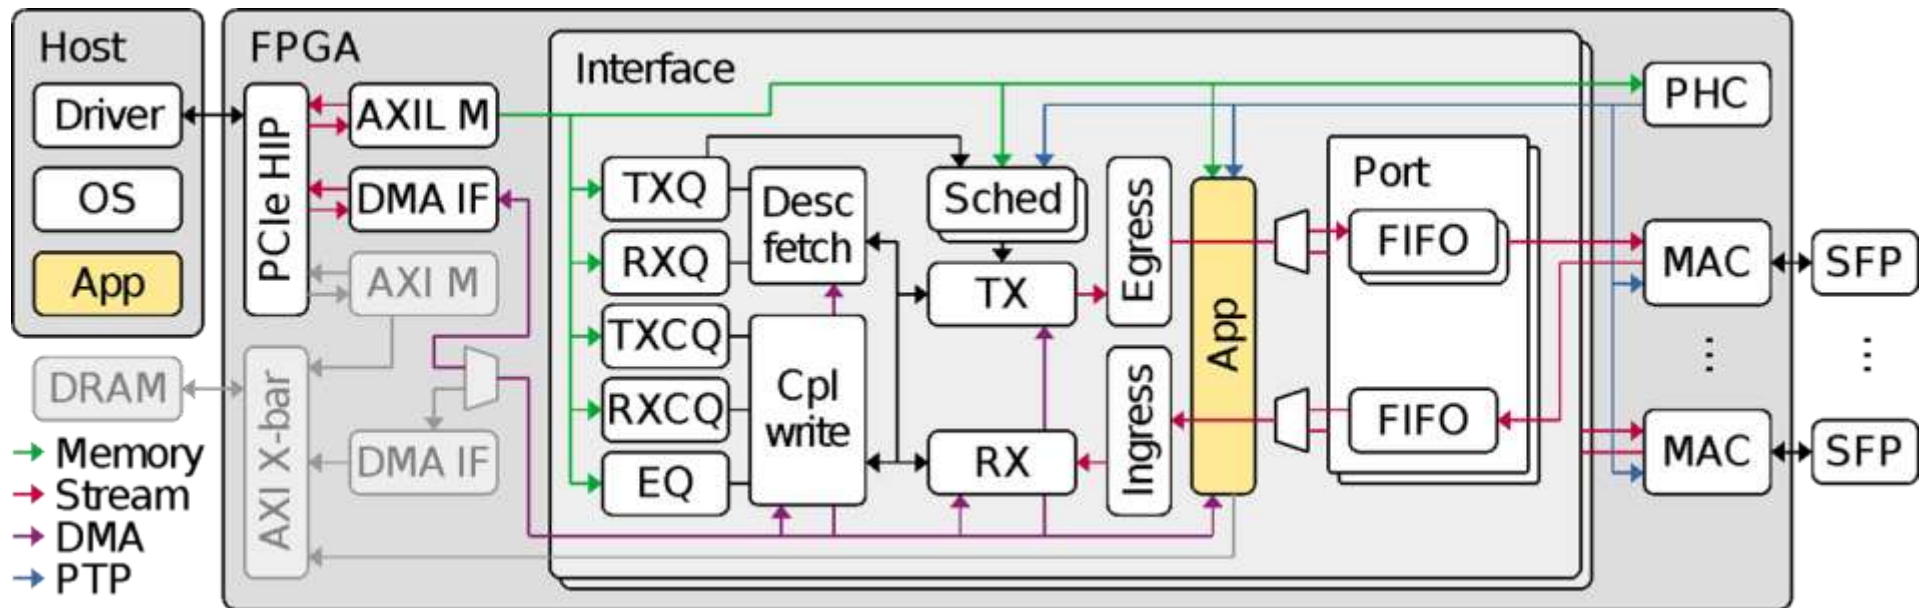 Host
Driver
OS
App
DRAM
Memory
Stream
DMA
PTP
FPGA
PCIe HIP
AXIL M
DMA IF
AXI M
AXI X-bar
DMA IF
Interface
TXQ
RXQ
TXCQ
RXCQ
EQ
Desc
fetch
Cpl
write
Sched
TX
RX
Egress
Ingress
App
Port
FIFO
FIFO
PHC
MAC
SFP
...
...
MAC
SFP